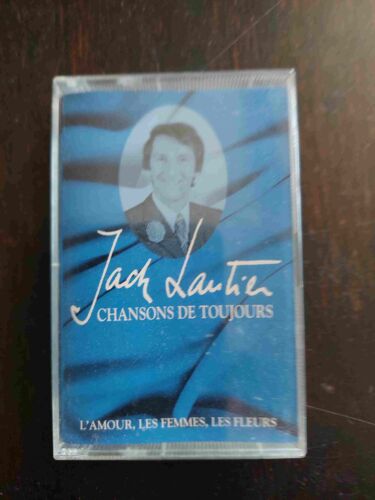 Jack Lantier
CHANSONS DE TOUJOURS
L'AMOUR, LES FEMMES, LES FLEURS